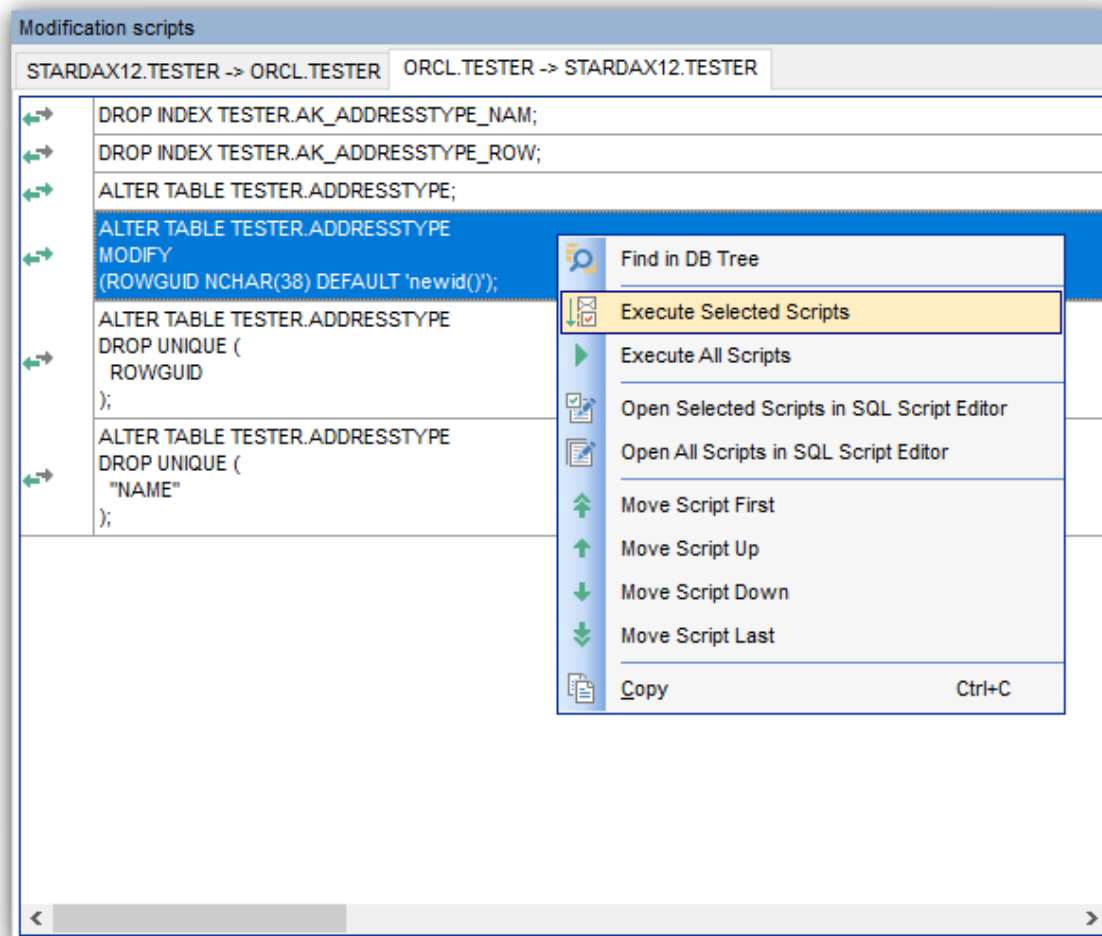 Modification scripts
STARDAX12.TESTER -> ORCL.TESTER
ORCL.TESTER -> STARDAX12.TESTER
DROP INDEX TESTER.AK_ADDRESSTYPE_NAM;
DROP INDEX TESTER.AK_ADDRESSTYPE_ROW;
ALTER TABLE TESTER.ADDRESSTYPE;
ALTER TABLE TESTER.ADDRESSTYPE
MODIFY
(ROWGUID NCHAR(38) DEFAULT 'newid()');
ALTER TABLE TESTER.ADDRESSTYPE
DROP UNIQUE (
ROWGUID
);
ALTER TABLE TESTER.ADDRESSTYPE
DROP UNIQUE (
"NAME"
);
Find in DB Tree
Execute Selected Scripts
Execute All Scripts
Open Selected Scripts in SQL Script Editor
Open All Scripts in SQL Script Editor
Move Script First
Move Script Up
Move Script Down
Move Script Last
Copy Ctrl+C